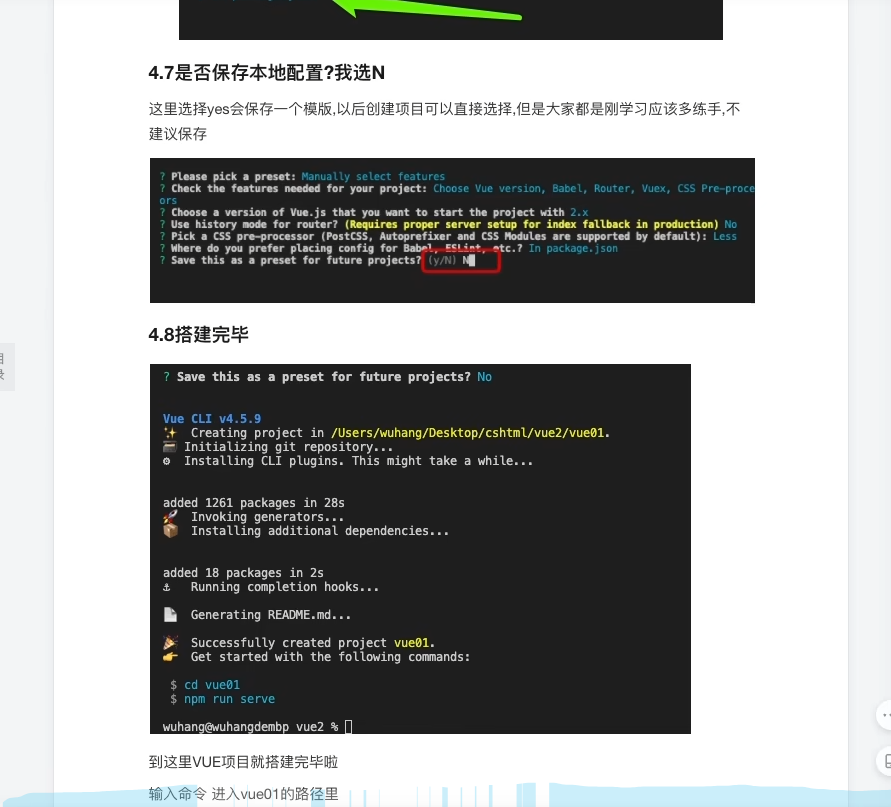 4.7是否保存本地配置?我选N
这里选择yes会保存一个模版,以后创建项目可以直接选择,但是大家都是刚学习应该多练手,不
建议保存
? Please pick a preset: Manually select features
? Check the features needed for your project: Choose Vue version, Babel, Router, Vuex, CSS Pre-proce
ors
? Choose a version of Vue.js that you want to start the project with 2.x
? Use history mode for router? (Requires proper server setup for index fallback in production) No
? Pick a CSS pre-processor (PostCSS, Autoprefixer and CSS Modules are supported by default): Less
? Where do you prefer placing config for Babel, ESLint, etc.? In package.json
? Save this as a preset for future projects? (y/N) N
4.8搭建完毕
目录
? Save this as a preset for future projects? No
Vue CLI v4.5.9
Creating project in /Users/wuhang/Desktop/cshtml/vue2/vue01.
Initializing git repository...
Installing CLI plugins. This might take a while...
added 1261 packages in 28s
Invoking generators...
Installing additional dependencies...
added 18 packages in 2s
Running completion hooks...
Generating README.md...
Successfully created project vue01.
Get started with the following commands:
$ cd vue01
$ npm run serve
wuhang@wuhangdembp vue2 %
到这里VUE项目就搭建完毕啦
输入命令 进入vue01的路径里